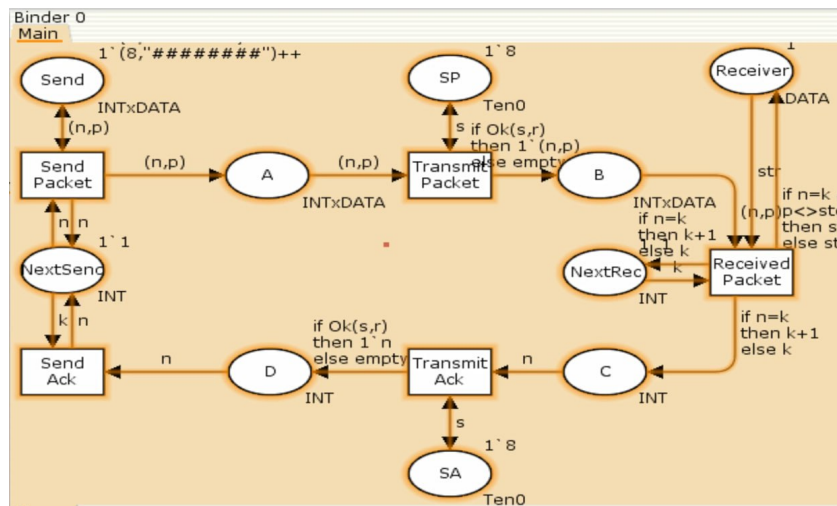 Binder 0
Main
1`(8,"########")++
Send
INTxDATA
(n,p)
Send
Packet
(n,p)
A
INTxDATA
(n,p)
1`8
SP
Ten0
s
if Ok(s,r)
then 1`(n,p)
else empty
Transmit
Packet
B
INTxDATA
1
Receiver
DATA
str
(n,p)
if n=k
p<>sto
then s
else st
if n=k
then k+1
else k
k
NextRec
INT
Received
Packet
n n
1`1
NextSend
INT
k n
Send
Ack
n
D
INT
if Ok(s,r)
then 1`n
else empty
Transmit
Ack
n
C
INT
if n=k
then k+1
else k
s
1`8
SA
Ten0